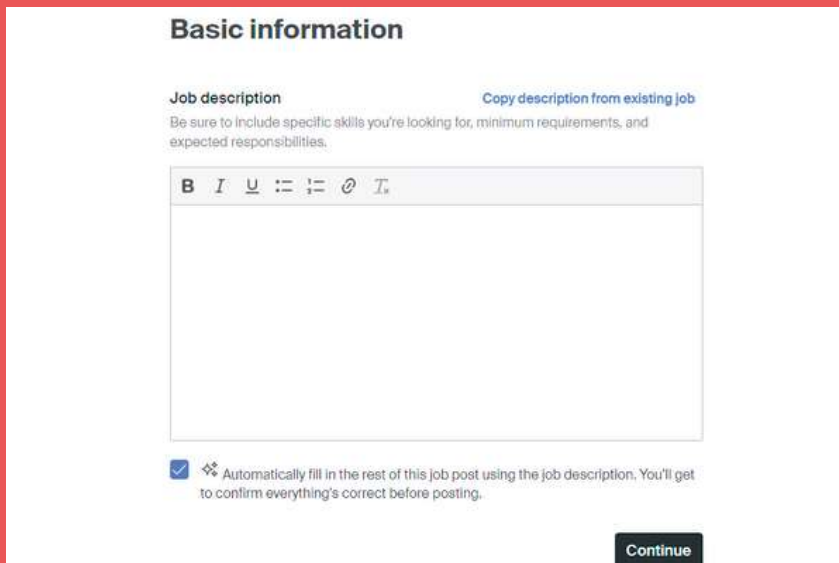 Basic information
Job description
Copy description from existing job
Be sure to include specific skills you're looking for, minimum requirements, and
expected responsibilities.
B I U
Automatically fill in the rest of this job post using the job description. You'll get
to confirm everything's correct before posting.
Continue